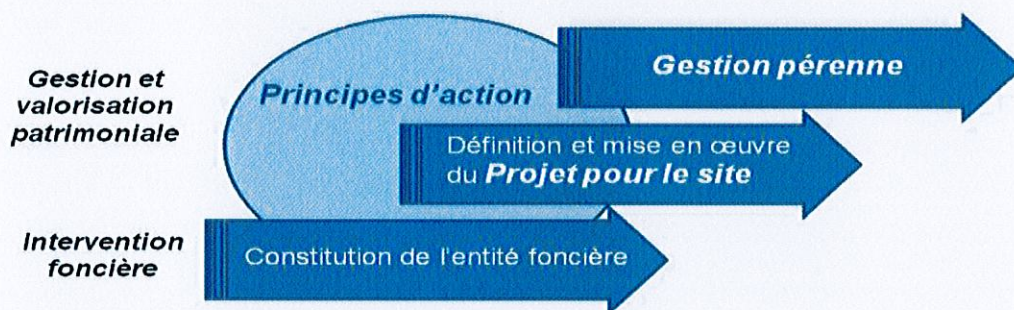 Gestion et
valorisation
patrimoniale
Principes d'action
Gestion pérenne
Définition et mise en œuvre
du Projet pour le site
Intervention
foncière
Constitution de l'entité foncière